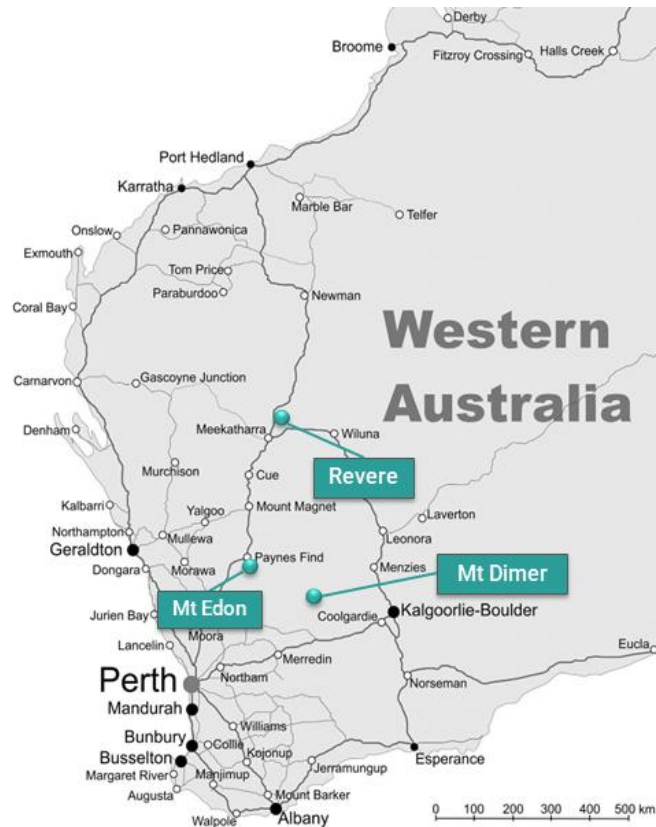 Derby
Broome
Halls Creek
Fitzroy Crossing
Port Hedland
Karratha
Marble Bar
Telfer
Onslow
Pannawonica
Exmouth
Tom Price
Paraburdoo
Newman
Coral Bay
Western
Australia
Carnarvon
Gascoyne Junction
Denham
Meekatharra
Wiluna
Murchison
Cue
Revere
Kalbarri
Yalgoo
Mount Magnet
Laverton
Northampton
Mullewa
Leonora
Geraldton
Paynes Find
Dongara
Morawa
Menzies
Mt Dimer
Mt Edon
Jurien Bay
Coolgardie
Kalgoorlie-Boulder
Moora
Lancelin
Merredin
Eucla
Perth
Northam
Norseman
Mandurah
Williams
Bunbury
Collie
Busselton
Kojonup
Esperance
Margaret River
Manjimup
Jerramungup
Augusta
Mount Barker
Walpole
Albany
0 100 200 300 400 500 km